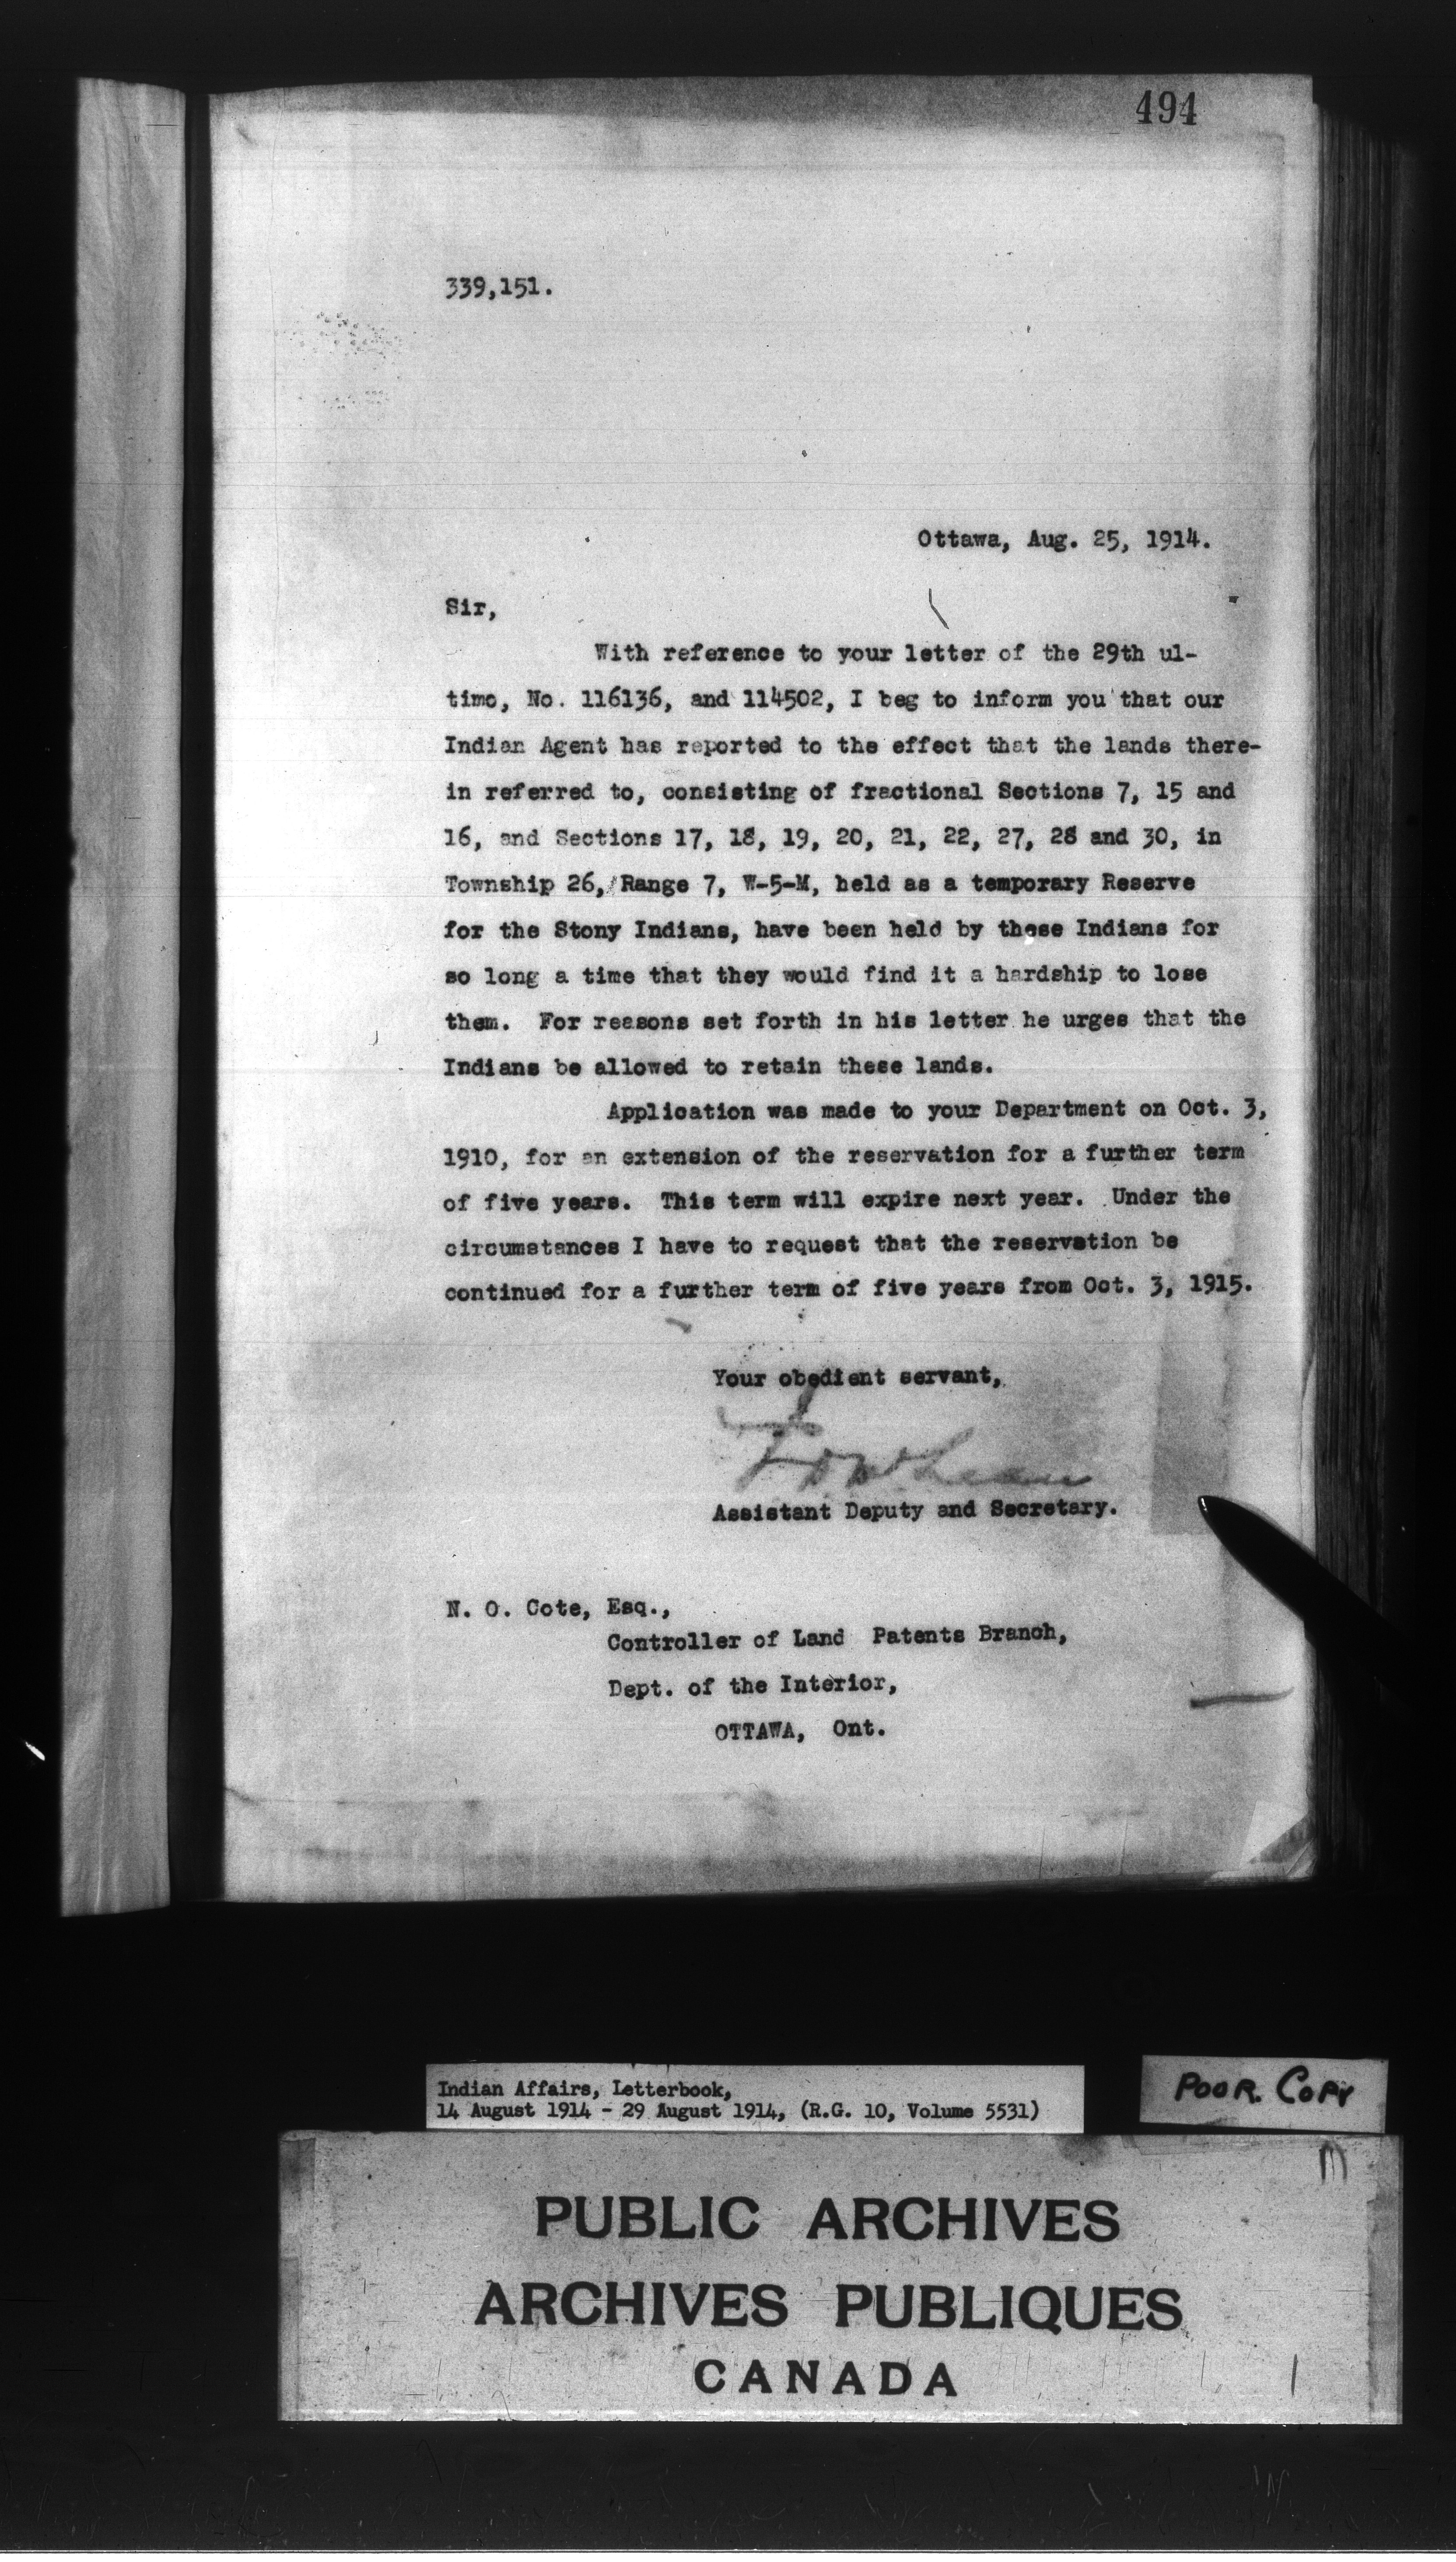 494
339,151.
Ottawa, Aug. 25, 1914.
Sir,
With reference to your letter of the 29th ul-
timo, No. 116136, and 114502, I beg to inform you that our
Indian Agent has reported to the effect that the lands there-
in referred to, consisting of fractional Sections 7, 15 and
16, and Sections 17, 18, 19, 20, 21, 22, 27, 28 and 30, in
Township 26, Range 7, W-5-M, held as a temporary Reserve
for the Stony Indians, have been held by these Indians for
so long a time that they would find it a hardship to lose
them. For reasons set forth in his letter he urges that the
Indians be allowed to retain these lands.
Application was made to your Department on Oct. 3,
1910, for an extension of the reservation for a further term
of five years. This term will expire next year. Under the
circumstances I have to request that the reservation be
continued for a further term of five years from Oct. 3, 1915.
Your obedient servant,
Assistant Deputy and Secretary.
N. O. Cote, Esq.,
Controller of Land Patents Branch,
Dept. of the Interior,
OTTAWA, Ont.
Indian Affairs, Letterbook,
14 August 1914 - 29 August 1914, (R.G. 10, Volume 5531)
POOR COPY
PUBLIC ARCHIVES
ARCHIVES PUBLIQUES
CANADA